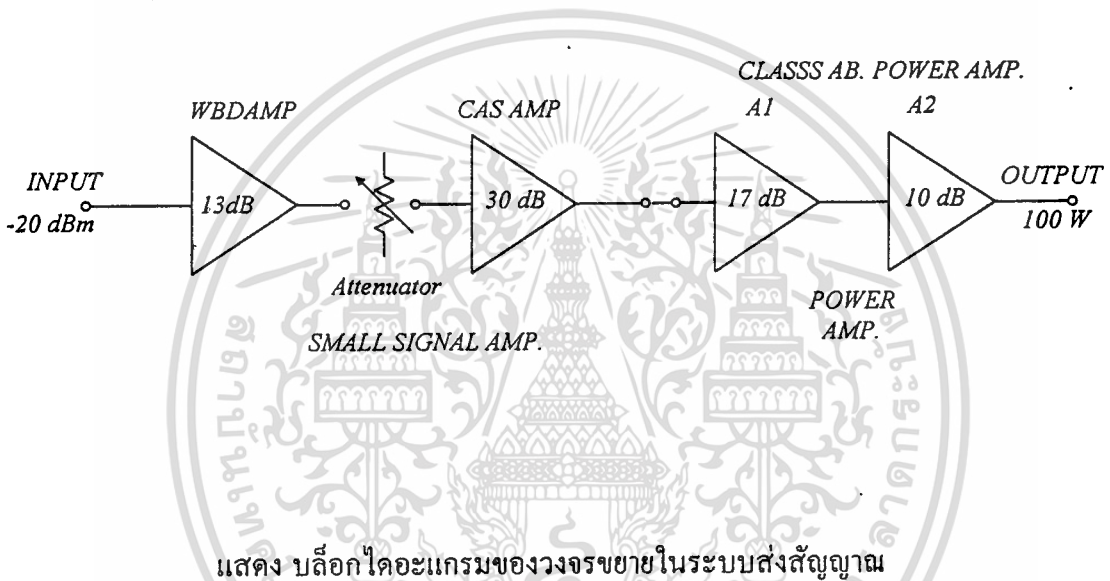 CLASSS AB. POWER AMP.
WBDAMP
CAS AMP
A1
A2
INPUT
-20 dBm
13dB
30 dB
17 dB
10 dB
OUTPUT
100 W
Attenuator
SMALL SIGNAL AMP.
POWER
AMP.
แสดง บล็อกไดอะแกรมของวงจรขยายในระบบส่งสัญญาณ